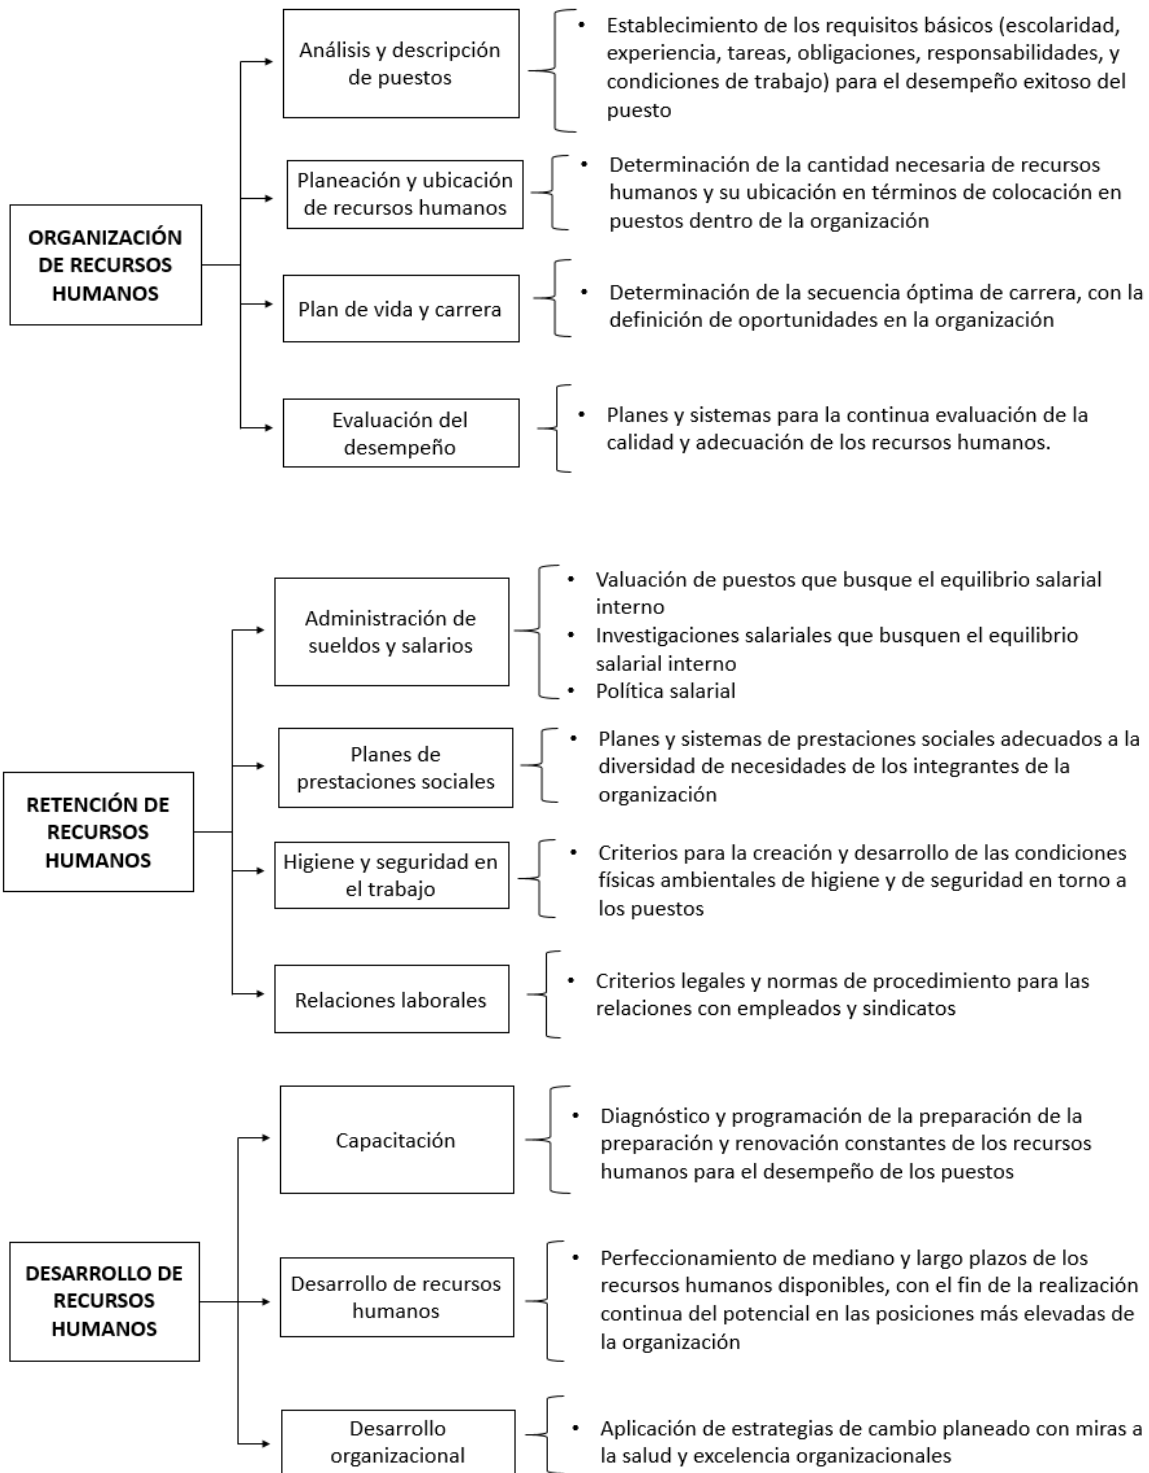 ORGANIZACIÓN
DE RECURSOS
HUMANOS
Análisis y descripción
de puestos
• Establecimiento de los requisitos básicos (escolaridad,
experiencia, tareas, obligaciones, responsabilidades, y
condiciones de trabajo) para el desempeño exitoso del
puesto
Planeación y ubicación
de recursos humanos
• Determinación de la cantidad necesaria de recursos
humanos y su ubicación en términos de colocación en
puestos dentro de la organización
Plan de vida y carrera
• Determinación de la secuencia óptima de carrera, con la
definición de oportunidades en la organización
Evaluación del
desempeño
• Planes y sistemas para la continua evaluación de la
calidad y adecuación de los recursos humanos.
RETENCIÓN DE
RECURSOS
HUMANOS
Administración de
sueldos y salarios
• Valuación de puestos que busque el equilibrio salarial
interno
• Investigaciones salariales que busquen el equilibrio
salarial interno
• Política salarial
Planes de
prestaciones sociales
• Planes y sistemas de prestaciones sociales adecuados a la
diversidad de necesidades de los integrantes de la
organización
Higiene y seguridad en
el trabajo
• Criterios para la creación y desarrollo de las condiciones
físicas ambientales de higiene y de seguridad en torno a
los puestos
Relaciones laborales
• Criterios legales y normas de procedimiento para las
relaciones con empleados y sindicatos
DESARROLLO DE
RECURSOS
HUMANOS
Capacitación
• Diagnóstico y programación de la preparación de la
preparación y renovación constantes de los recursos
humanos para el desempeño de los puestos
Desarrollo de recursos
humanos
• Perfeccionamiento de mediano y largo plazos de los
recursos humanos disponibles, con el fin de la realización
continua del potencial en las posiciones más elevadas de
la organización
Desarrollo
organizacional
• Aplicación de estrategias de cambio planeado con miras a
la salud y excelencia organizacionales